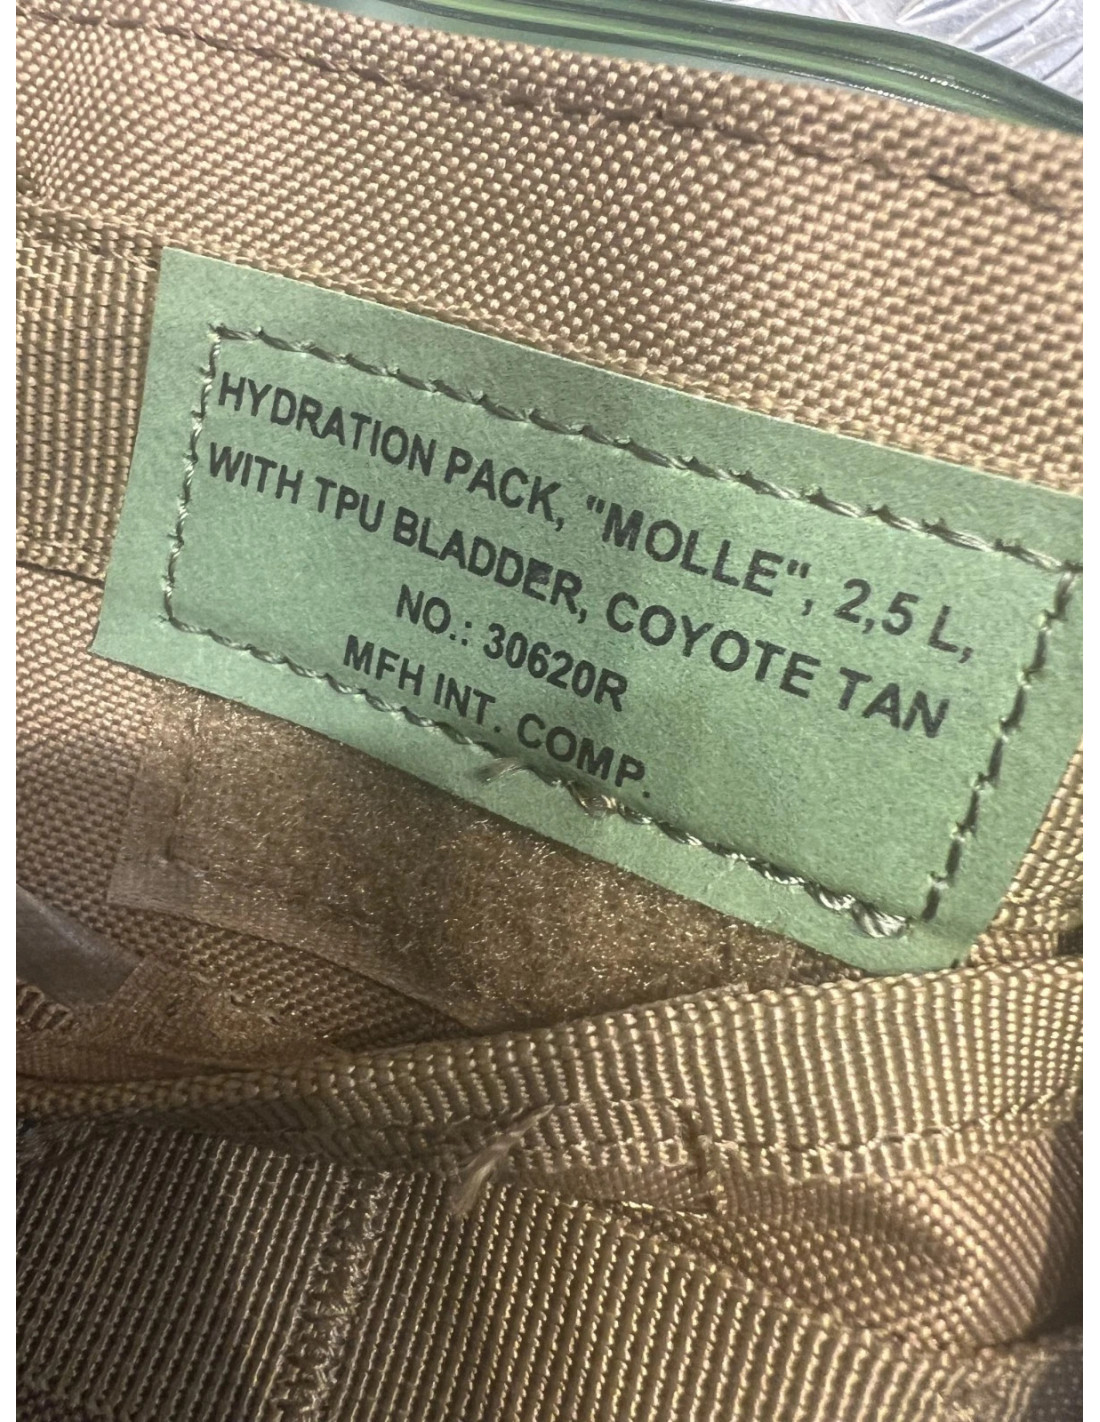 HYDRATION PACK, "MOLLE", 2,5 L,
WITH TPU BLADDER, COYOTE TAN
NO.: 30620R
MFH INT. COMP.